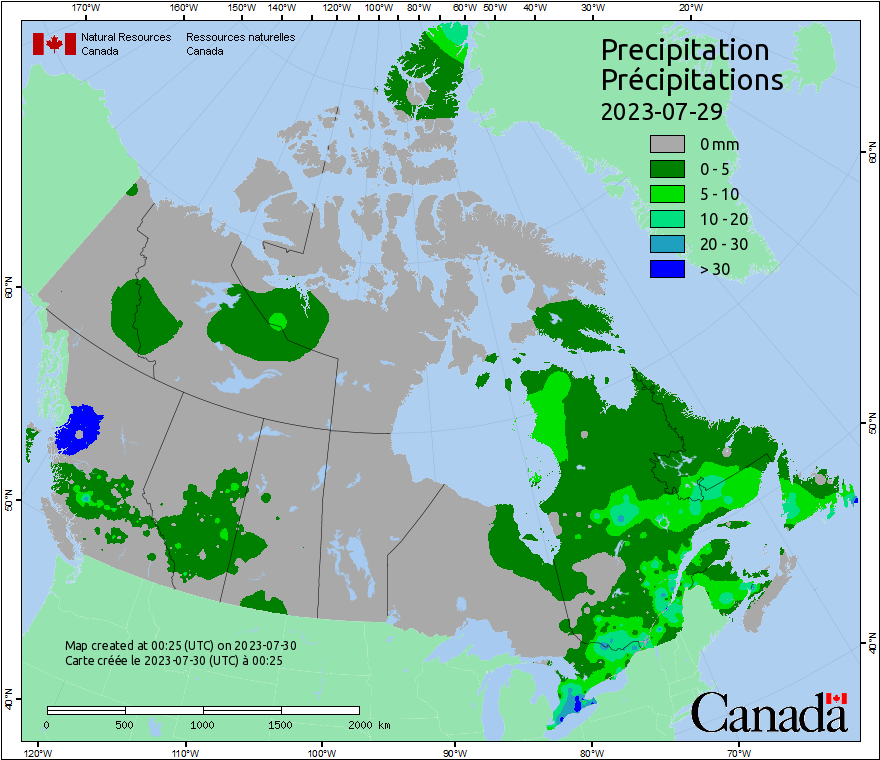 170°W 160°W 150°W 140°W 120°W 100°W 80°W 60°W 50°W 40°W 30°W 20°W
Natural Resources Ressources naturelles
Canada Canada
Precipitation
Précipitations
2023-07-29
0 mm
0 - 5
5 - 10
10 - 20
20 - 30
> 30
60°N 60°N
50°N 50°N
40°N 40°N
Map created at 00:25 (UTC) on 2023-07-30
Carte créée le 2023-07-30 (UTC) à 00:25
0 500 1000 1500 2000 km
Canada
120°W 110°W 100°W 90°W 80°W 70°W